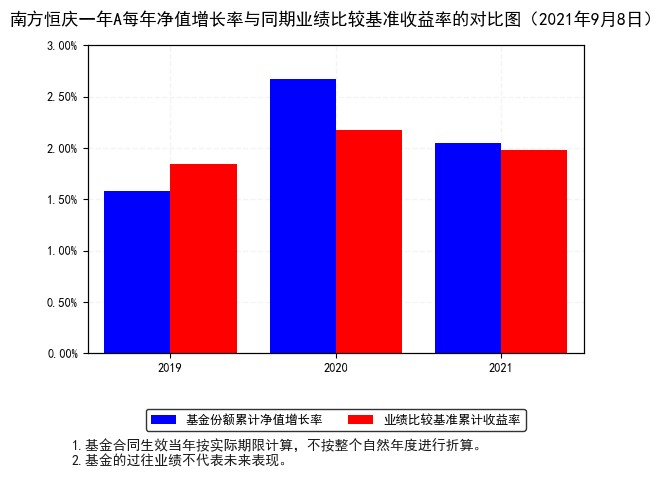 南方恒庆一年A每年净值增长率与同期业绩比较基准收益率的对比图（2021年9月8日）
3.00%
2.50%
2.00%
1.50%
1.00%
0.50%
0.00%
2019 2020 2021
基金份额累计净值增长率 业绩比较基准累计收益率
1.基金合同生效当年按实际期限计算，不按整个自然年度进行折算。
2.基金的过往业绩不代表未来表现。